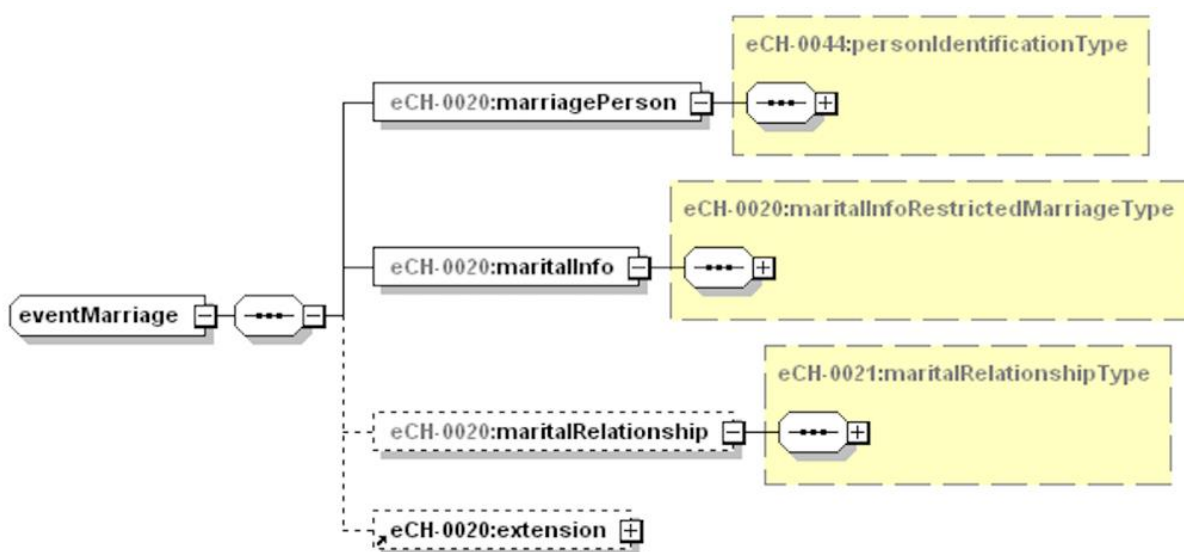 eCH-0044:personIdentificationType
eCH-0020:marriagePerson
eCH-0020:maritalInfoRestrictedMarriageType
eCH-0020:maritalInfo
eventMarriage
eCH-0021:maritalRelationshipType
eCH-0020:maritalRelationship
eCH-0020:extension